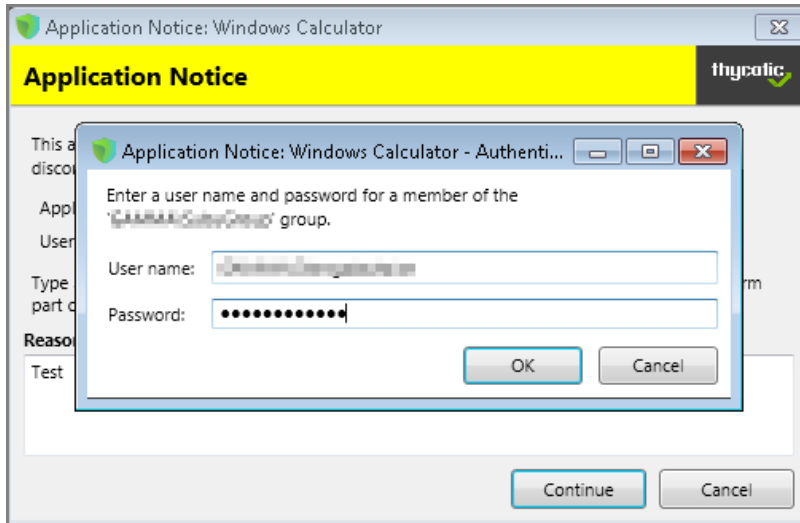 Application Notice: Windows Calculator
Application Notice
thycotic
This a
disco
Appl
User
Type
part o
rm
Reaso
Test
Continue
Cancel
Application Notice: Windows Calculator - Authenti...
Enter a user name and password for a member of the
group.
User name:
Password:
OK
Cancel